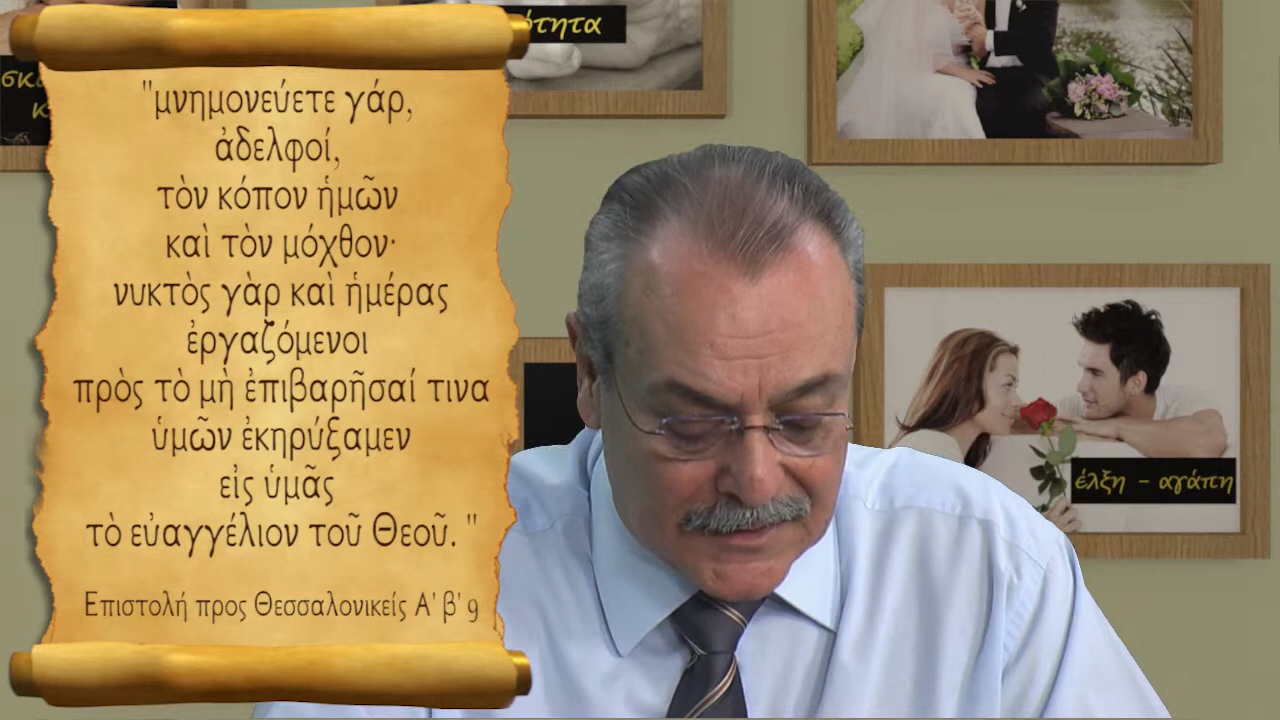 "μνημονεύετε γάρ,
ἀδελφοί,
τὸν κόπον ἡμῶν
καὶ τὸν μόχθον·
νυκτὸς γὰρ καὶ ἡμέρας
ἐργαζόμενοι
πρὸς τὸ μὴ ἐπιβαρῆσαί τινα
ὑμῶν ἐκηρύξαμεν
εἰς ὑμᾶς
τὸ εὐαγγέλιον τοῦ Θεοῦ. "
Επιστολή προς Θεσσαλονικείς Α' β' 9
έλξη - αγάπη